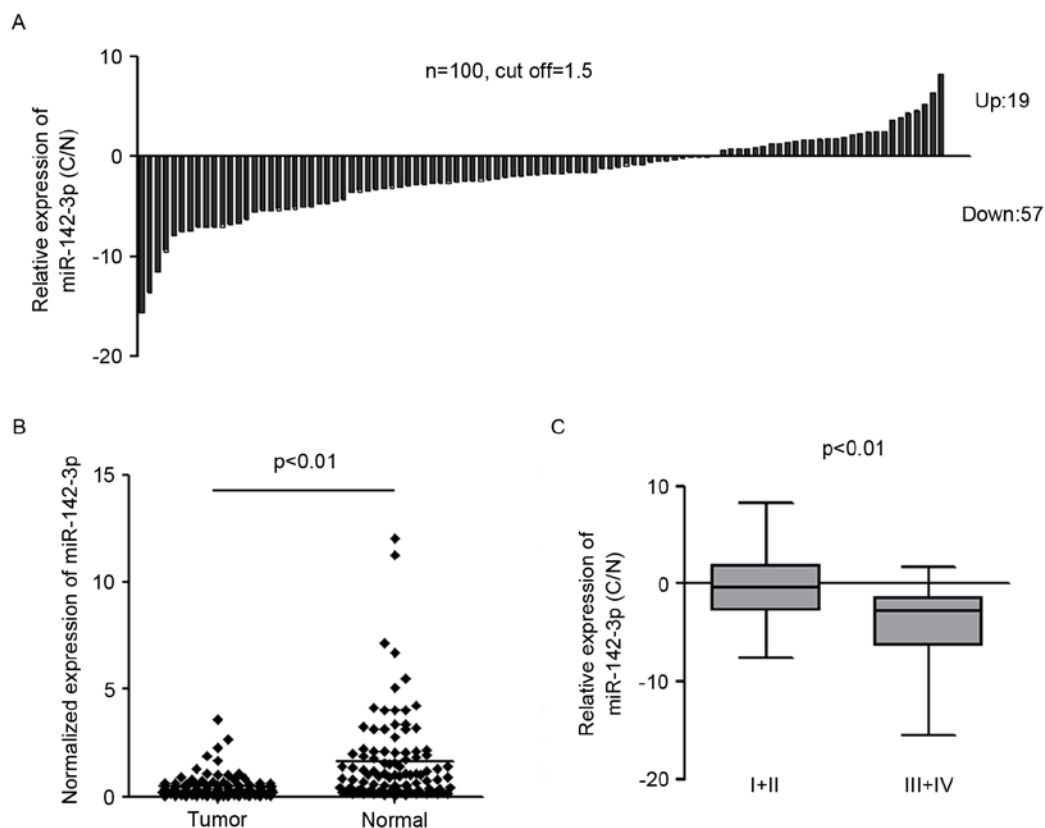 A
10
0
-10
-20
Relative expression of
miR-142-3p (C/N)
n=100, cut off=1.5
Up:19
Down:57
B
p<0.01
15
10
5
0
Normalized expression of miR-142-3p
Tumor
Normal
C
p<0.01
10
0
-10
-20
Relative expression of
miR-142-3p (C/N)
I+II
III+IV